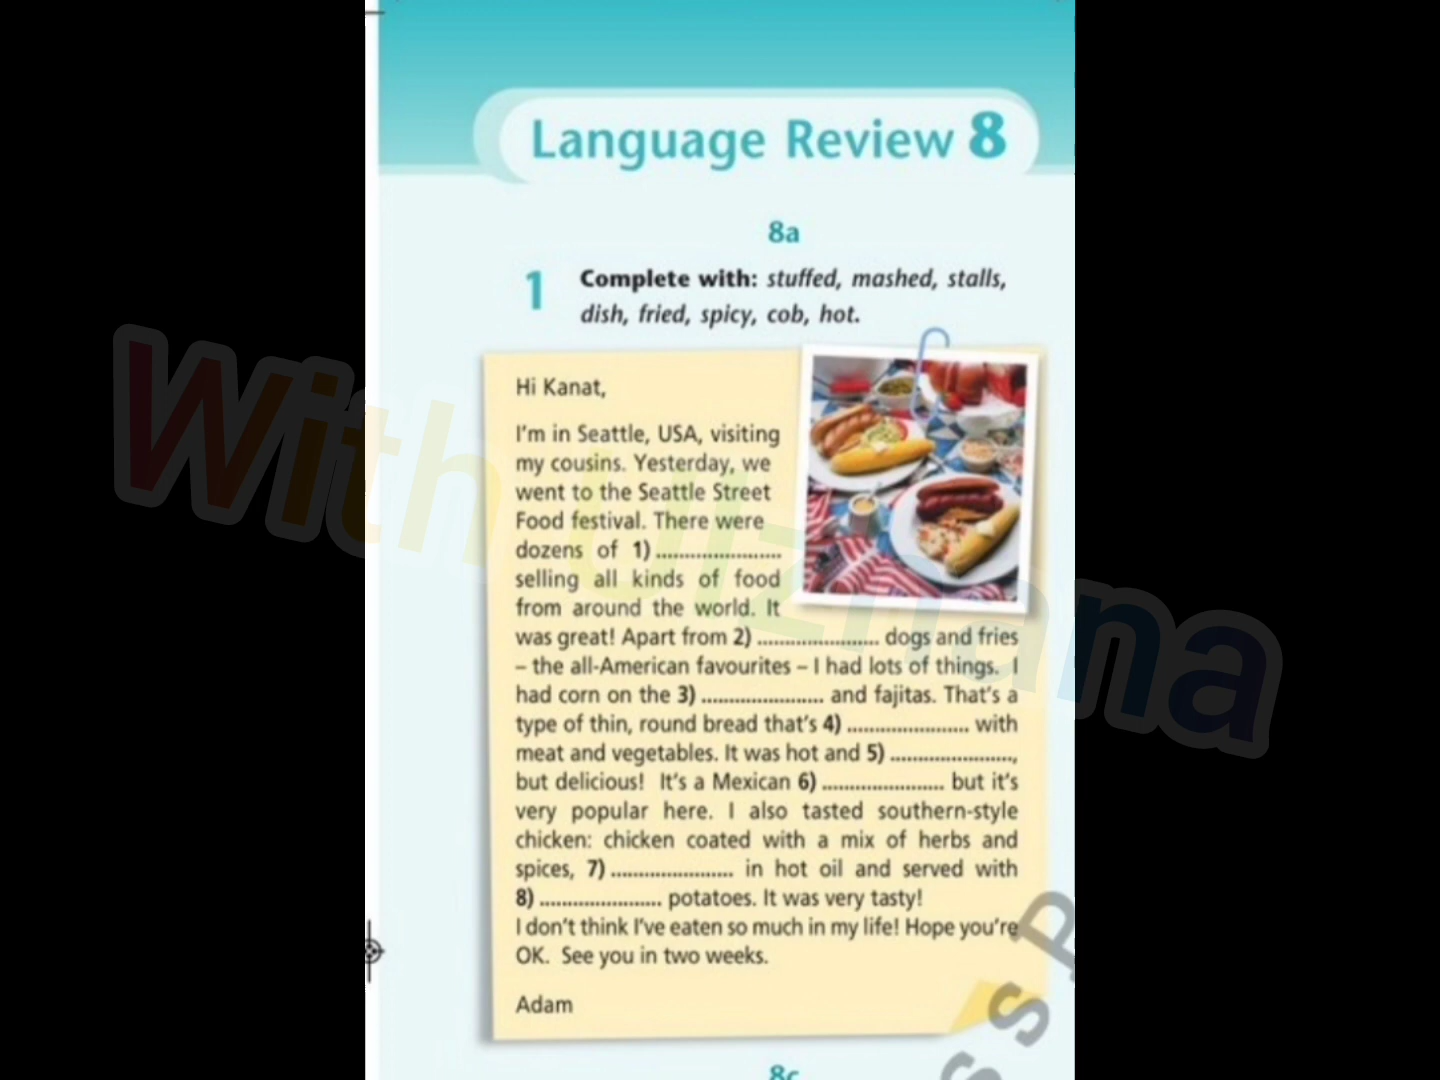 Language Review 8
8a
1 Complete with: stuffed, mashed, stalls,
dish, fried, spicy, cob, hot.
Hi Kanat,
I'm in Seattle, USA, visiting
my cousins. Yesterday, we
went to the Seattle Street
Food festival. There were
dozens of 1) ......................
selling all kinds of food
from around the world. It
was great! Apart from 2) ...................... dogs and fries
– the all-American favourites – I had lots of things. I
had corn on the 3) ...................... and fajitas. That's a
type of thin, round bread that's 4) ...................... with
meat and vegetables. It was hot and 5) ......................,
but delicious! It's a Mexican 6) ...................... but it's
very popular here. I also tasted southern-style
chicken: chicken coated with a mix of herbs and
spices, 7) ...................... in hot oil and served with
8) ...................... potatoes. It was very tasty!
I don't think I've eaten so much in my life! Hope you're
OK. See you in two weeks.
Adam
8c
With Ulzhana
ss P